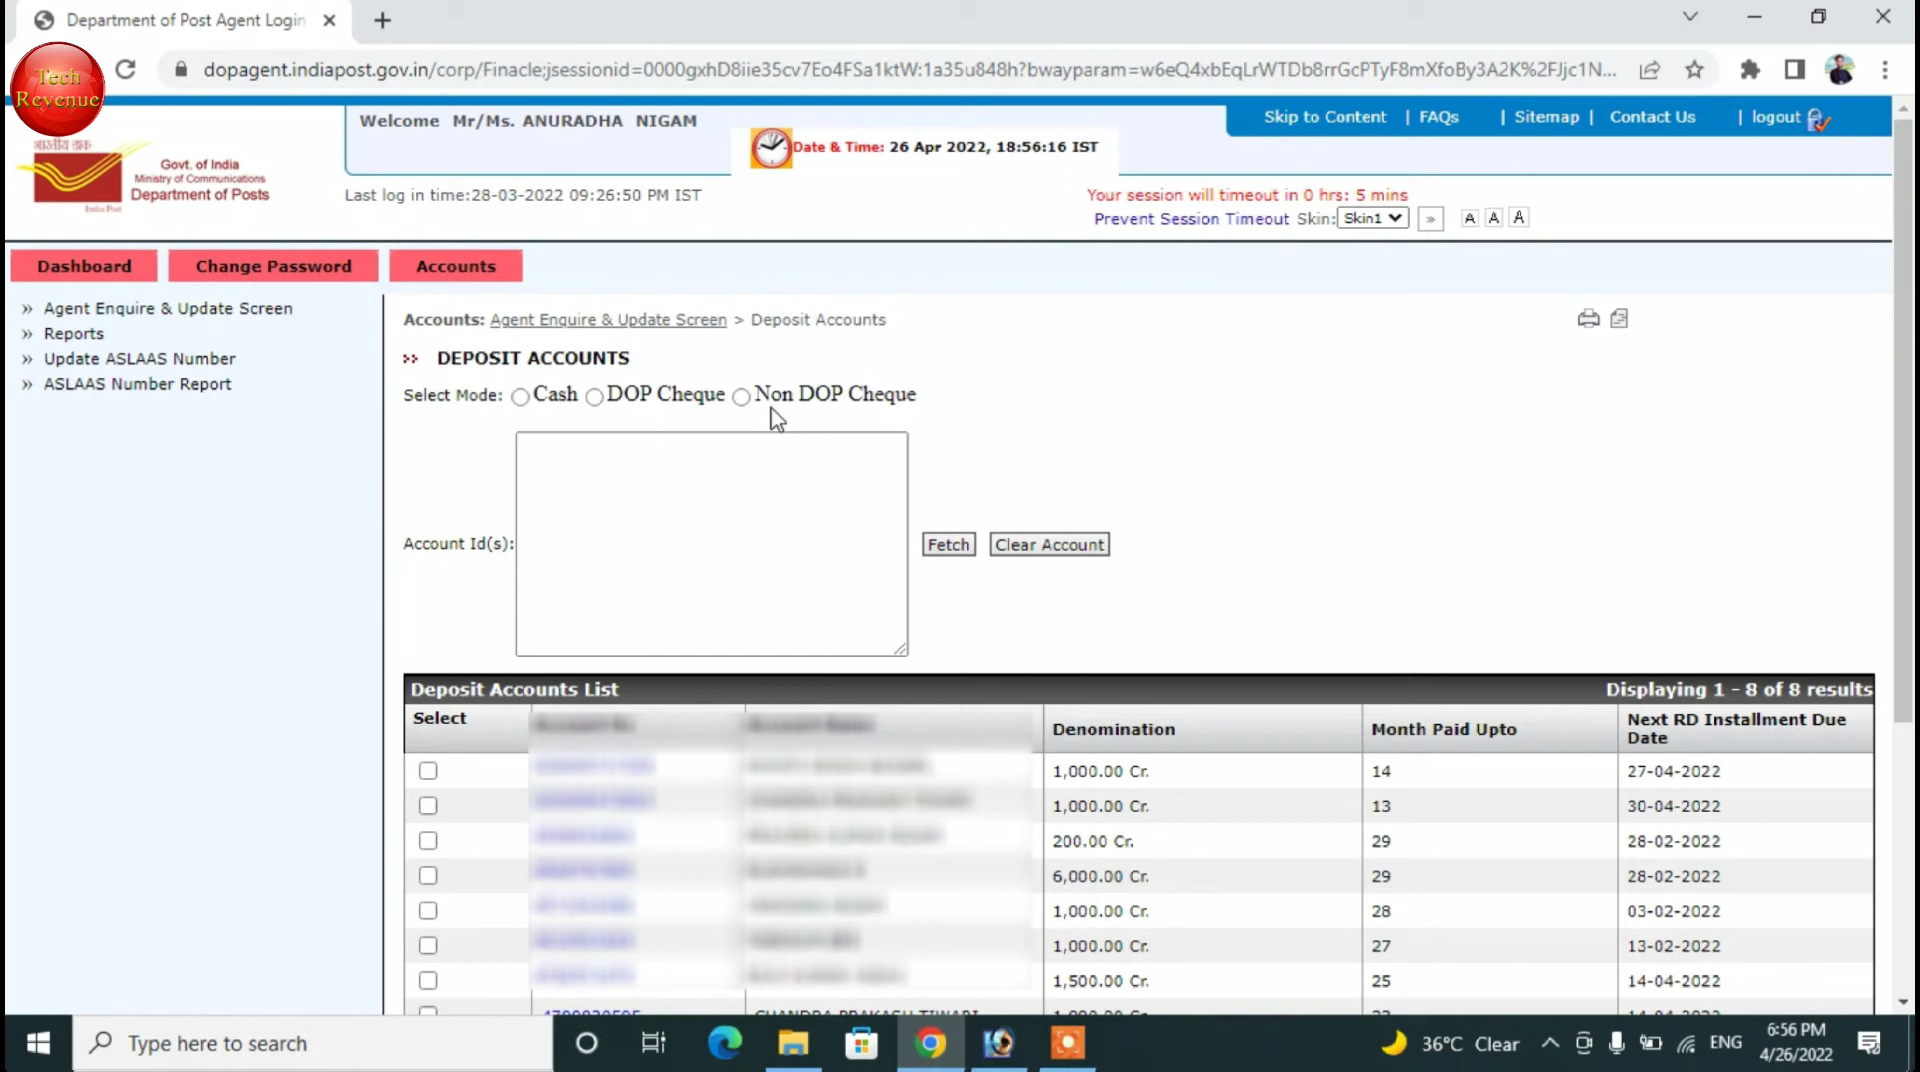 Department of Post Agent Login
Tech
Revenue
dopagent.indiapost.gov.in/corp/Finacle;jsessionid=0000gxhD8iie35cv7Eo4FSa1ktW:1a35u848h?bwayparam=w6eQ4xbEqLrWTDb8rrGcPTyF8mXfoBy3A2K%2FJjc1N...
Welcome Mr/Ms. ANURADHA NIGAM
Skip to Content | FAQs | Sitemap | Contact Us | logout
Date & Time: 26 Apr 2022, 18:56:16 IST
Govt. of India
Ministry of Communications
Department of Posts
India Post
Last log in time:28-03-2022 09:26:50 PM IST
Your session will timeout in 0 hrs: 5 mins
Prevent Session Timeout Skin: Skin1 » A A A
Dashboard Change Password Accounts
» Agent Enquire & Update Screen
» Reports
» Update ASLAAS Number
» ASLAAS Number Report
Accounts: Agent Enquire & Update Screen > Deposit Accounts
DEPOSIT ACCOUNTS
Select Mode: Cash DOP Cheque Non DOP Cheque
Account Id(s): Fetch Clear Account
Deposit Accounts List Displaying 1 - 8 of 8 results
Select Denomination Month Paid Upto Next RD Installment Due Date
1,000.00 Cr. 14 27-04-2022
1,000.00 Cr. 13 30-04-2022
200.00 Cr. 29 28-02-2022
6,000.00 Cr. 29 28-02-2022
1,000.00 Cr. 28 03-02-2022
1,000.00 Cr. 27 13-02-2022
1,500.00 Cr. 25 14-04-2022
CHANDRA PRAKASH TIWARI
Type here to search
36°C Clear
ENG
6:56 PM
4/26/2022